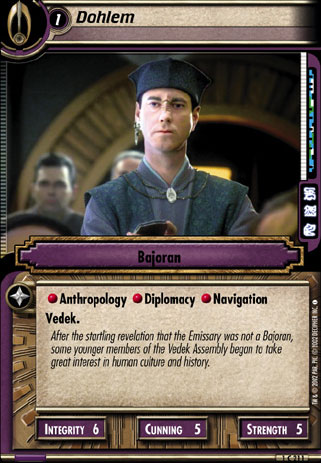 1 Dohlem
Bajoran
Anthropology Diplomacy Navigation
Vedek.
After the startling revelation that the Emissary was not a Bajoran,
some younger members of the Vedek Assembly began to take
great interest in human culture and history.
INTEGRITY 6 CUNNING 5 STRENGTH 5